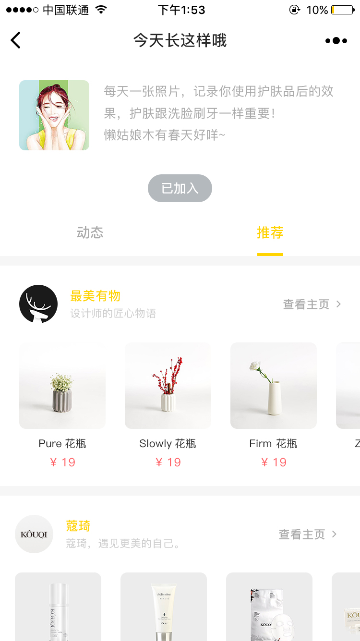 中国联通
下午1:53
10%
今天长这样哦
每天一张照片，记录你使用护肤品后的效
果，护肤跟洗脸刷牙一样重要！
懒姑娘木有春天好咩~
已加入
动态
推荐
最美有物
设计师的匠心物语
查看主页
Pure 花瓶
Slowly 花瓶
Firm 花瓶
¥ 19
¥ 19
¥ 19
KÖUQI
蔻琦
蔻琦，遇见更美的自己。
查看主页